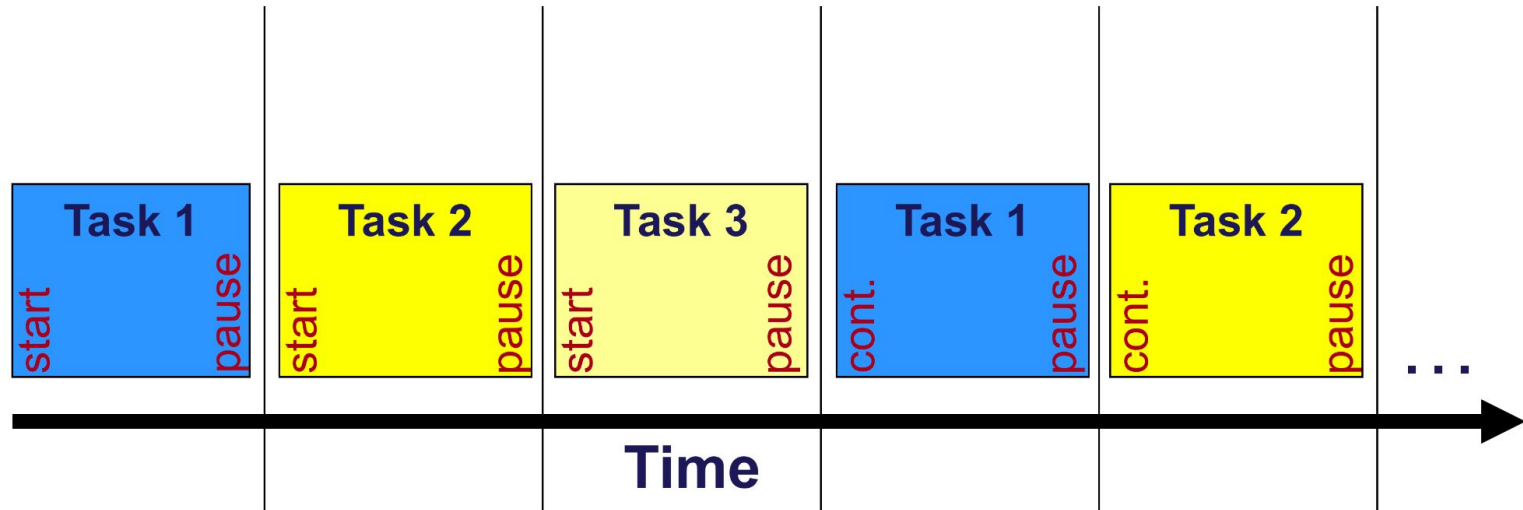 Task 1
start
pause
Task 2
start
pause
Task 3
start
pause
Task 1
cont.
pause
Task 2
cont.
pause
...
Time